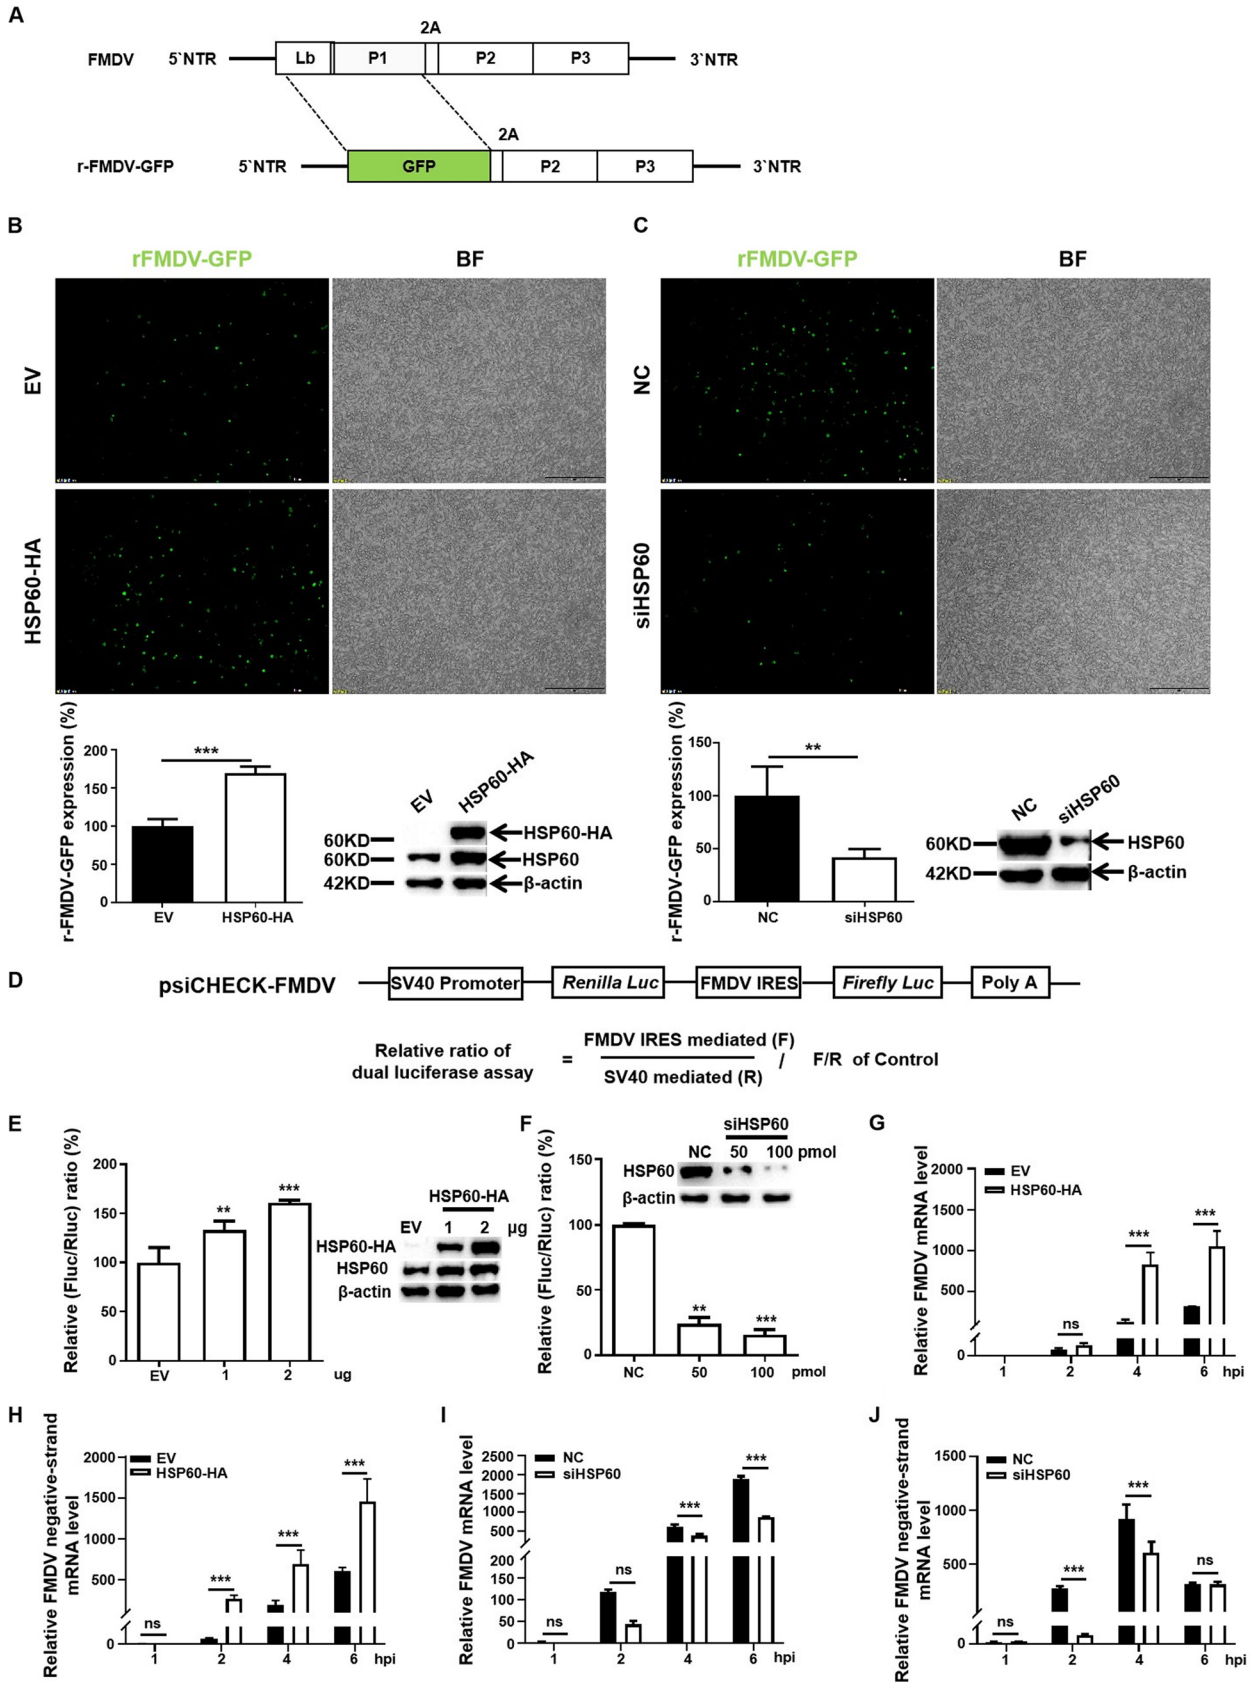 A
2A
FMDV 5`NTR Lb P1 P2 P3 3`NTR
2A
r-FMDV-GFP 5`NTR GFP P2 P3 3`NTR
B
rFMDV-GFP BF
EV
HSP60-HA
r-FMDV-GFP expression (%)
200
150
100
50
0
***
EV HSP60-HA
EV HSP60-HA
60KD HSP60-HA
60KD HSP60
42KD β-actin
C
rFMDV-GFP BF
NC
siHSP60
r-FMDV-GFP expression (%)
150
100
50
0
**
NC siHSP60
NC siHSP60
60KD HSP60
42KD β-actin
D
psiCHECK-FMDV SV40 Promoter Renilla Luc FMDV IRES Firefly Luc Poly A
Relative ratio of
dual luciferase assay
=
FMDV IRES mediated (F)
SV40 mediated (R)
/ F/R of Control
E
Relative (Fluc/Rluc) ratio (%)
200
150
100
50
0
** ***
EV 1 2 ug
HSP60-HA
EV 1 2 μg
HSP60-HA
HSP60
β-actin
F
Relative (Fluc/Rluc) ratio (%)
150
100
50
0
siHSP60
NC 50 100 pmol
HSP60
β-actin
** ***
NC 50 100 pmol
G
Relative FMDV mRNA level
2000
1500
1000
500
0
EV
HSP60-HA
ns *** ***
1 2 4 6 hpi
H
Relative FMDV negative-strand
mRNA level
2000
1500
1000
500
0
EV
HSP60-HA
ns *** *** ***
1 2 4 6 hpi
I
Relative FMDV mRNA level
2500
2000
1500
1000
500
200
150
100
50
0
NC
siHSP60
ns ns *** ***
1 2 4 6 hpi
J
Relative FMDV negative-strand
mRNA level
1500
1000
500
0
NC
siHSP60
ns *** *** ns
1 2 4 6 hpi